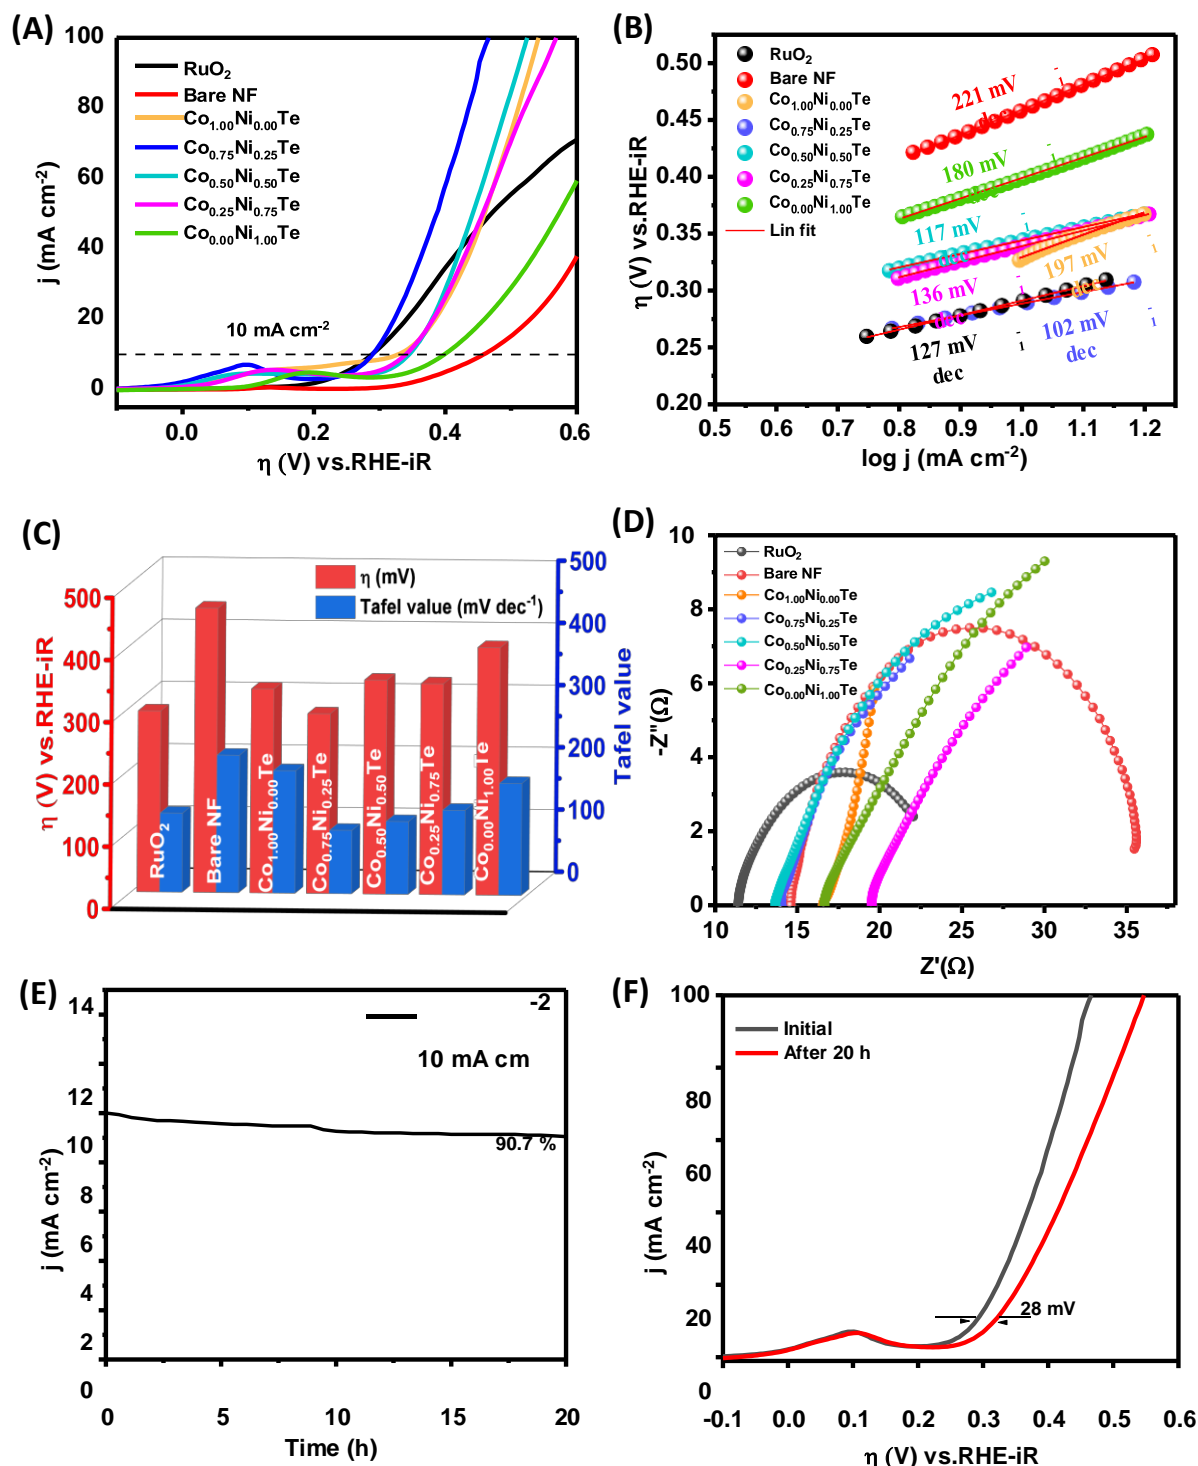 (A)
100
80
60
40
20
0
j (mA cm-2)
RuO2
Bare NF
Co1.00Ni0.00Te
Co0.75Ni0.25Te
Co0.50Ni0.50Te
Co0.25Ni0.75Te
Co0.00Ni1.00Te
10 mA cm-2
0.0 0.2 0.4 0.6
η (V) vs.RHE-iR
(B)
0.50
0.45
0.40
0.35
0.30
0.25
0.20
η (V) vs.RHE-iR
RuO2
Bare NF
Co1.00Ni0.00Te
Co0.75Ni0.25Te
Co0.50Ni0.50Te
Co0.25Ni0.75Te
Co0.00Ni1.00Te
Lin fit
221 mV
dec
-1
180 mV
dec
-1
117 mV
dec
-1
136 mV
dec
-1
197 mV
dec
-1
127 mV
dec
-1
102 mV
dec
-1
0.5 0.6 0.7 0.8 0.9 1.0 1.1 1.2
log j (mA cm-2)
(C)
500
400
300
200
100
0
η (V) vs.RHE-iR
η (mV)
Tafel value (mV dec-1)
RuO2
Bare NF
Co1.00Ni0.00Te
Co0.75Ni0.25Te
Co0.50Ni0.50Te
Co0.25Ni0.75Te
Co0.00Ni1.00Te
500
400
300
200
100
0
Tafel value
(D)
10
8
6
4
2
0
-Z''(Ω)
RuO2
Bare NF
Co1.00Ni0.00Te
Co0.75Ni0.25Te
Co0.50Ni0.50Te
Co0.25Ni0.75Te
Co0.00Ni1.00Te
10 15 20 25 30 35
Z'(Ω)
(E)
14
12
10
8
6
4
2
0
j (mA cm-2)
-2
10 mA cm
90.7 %
0 5 10 15 20
Time (h)
(F)
100
80
60
40
20
0
j (mA cm-2)
Initial
After 20 h
28 mV
-0.1 0.0 0.1 0.2 0.3 0.4 0.5 0.6
η (V) vs.RHE-iR